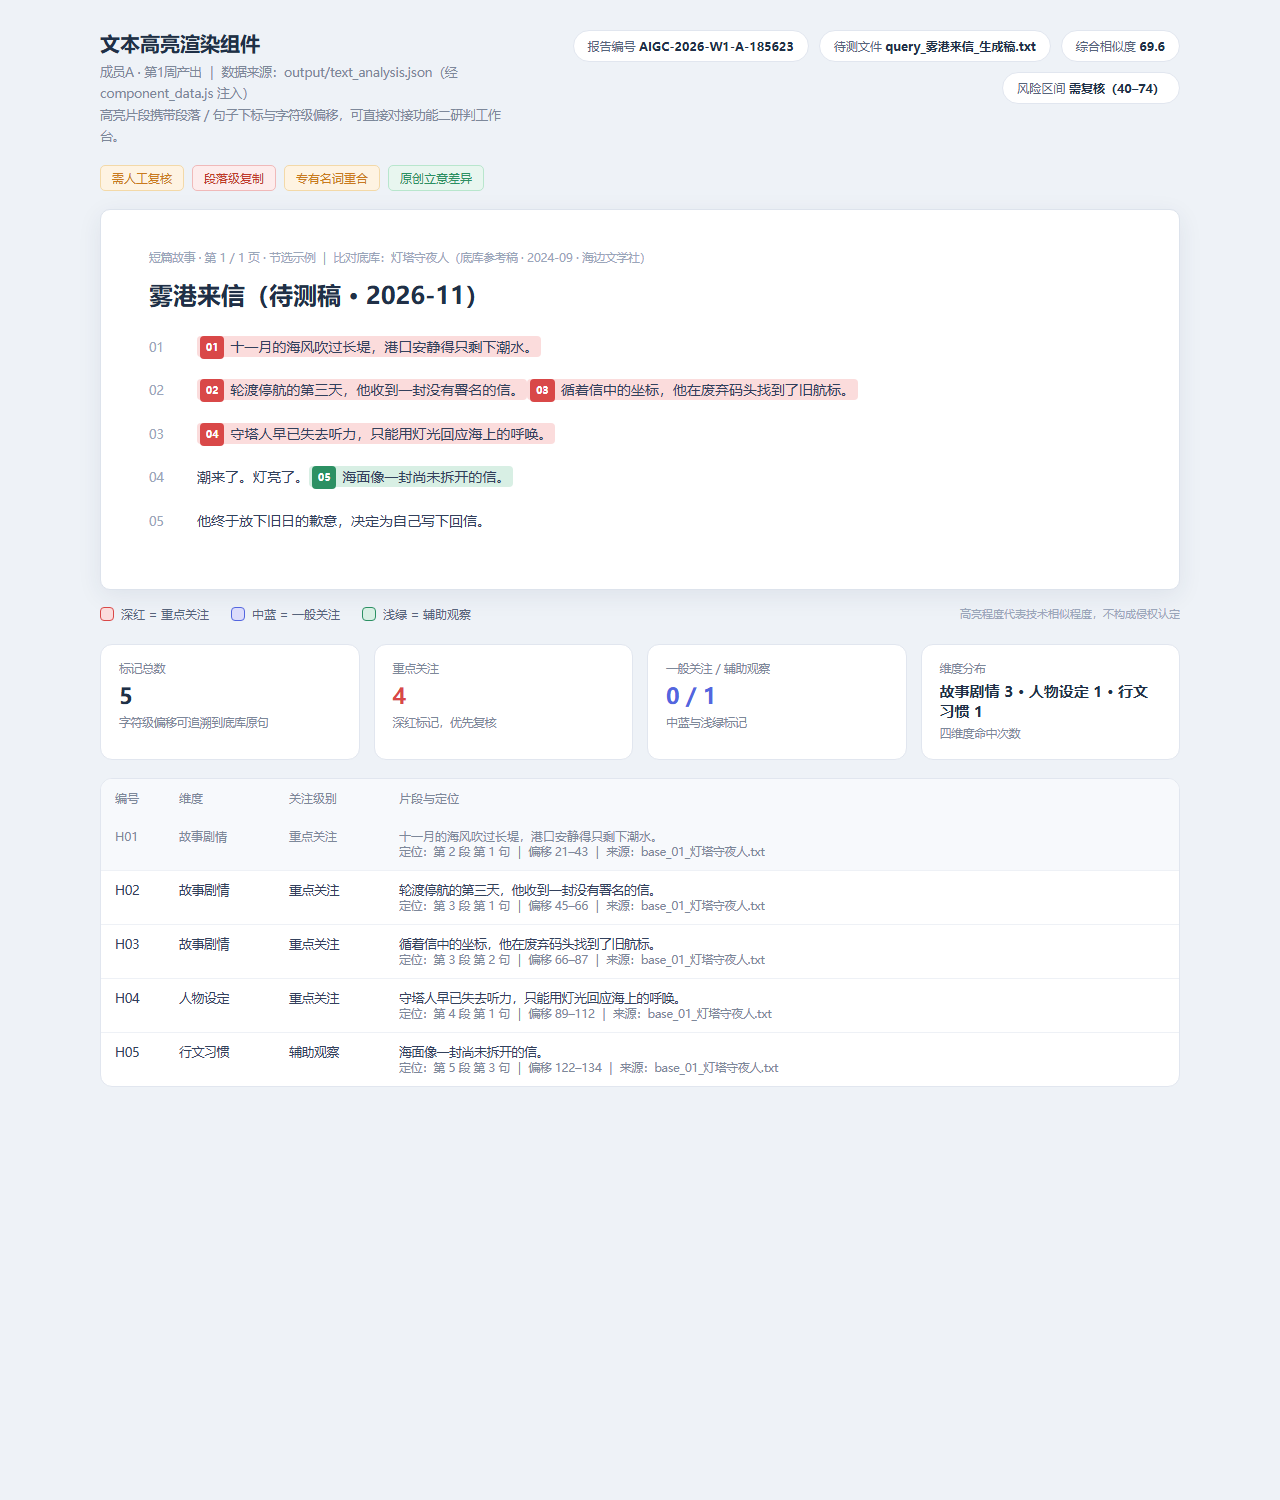 文本高亮渲染组件
成员A · 第1周产出 ｜ 数据来源：output/text_analysis.json（经
component_data.js 注入）
高亮片段携带段落 / 句子下标与字符级偏移，可直接对接功能二研判工作
台。
报告编号 AIGC-2026-W1-A-185623
待测文件 query_雾港来信_生成稿.txt
综合相似度 69.6
风险区间 需复核（40–74）
需人工复核
段落级复制
专有名词重合
原创立意差异
短篇故事 · 第 1 / 1 页 · 节选示例 ｜ 比对底库：灯塔守夜人（底库参考稿 · 2024-09 · 海边文学社）
雾港来信（待测稿 · 2026-11）
01 01 十一月的海风吹过长堤，港口安静得只剩下潮水。
02 02 轮渡停航的第三天，他收到一封没有署名的信。 03 循着信中的坐标，他在废弃码头找到了旧航标。
03 04 守塔人早已失去听力，只能用灯光回应海上的呼唤。
04 潮来了。灯亮了。 05 海面像一封尚未拆开的信。
05 他终于放下旧日的歉意，决定为自己写下回信。
深红 = 重点关注
中蓝 = 一般关注
浅绿 = 辅助观察
高亮程度代表技术相似程度，不构成侵权认定
标记总数
5
字符级偏移可追溯到底库原句
重点关注
4
深红标记，优先复核
一般关注 / 辅助观察
0 / 1
中蓝与浅绿标记
维度分布
故事剧情 3 · 人物设定 1 · 行文
习惯 1
四维度命中次数
编号 维度 关注级别 片段与定位
H01 故事剧情 重点关注 十一月的海风吹过长堤，港口安静得只剩下潮水。
定位：第 2 段 第 1 句 ｜ 偏移 21–43 ｜ 来源：base_01_灯塔守夜人.txt
H02 故事剧情 重点关注 轮渡停航的第三天，他收到一封没有署名的信。
定位：第 3 段 第 1 句 ｜ 偏移 45–66 ｜ 来源：base_01_灯塔守夜人.txt
H03 故事剧情 重点关注 循着信中的坐标，他在废弃码头找到了旧航标。
定位：第 3 段 第 2 句 ｜ 偏移 66–87 ｜ 来源：base_01_灯塔守夜人.txt
H04 人物设定 重点关注 守塔人早已失去听力，只能用灯光回应海上的呼唤。
定位：第 4 段 第 1 句 ｜ 偏移 89–112 ｜ 来源：base_01_灯塔守夜人.txt
H05 行文习惯 辅助观察 海面像一封尚未拆开的信。
定位：第 5 段 第 3 句 ｜ 偏移 122–134 ｜ 来源：base_01_灯塔守夜人.txt